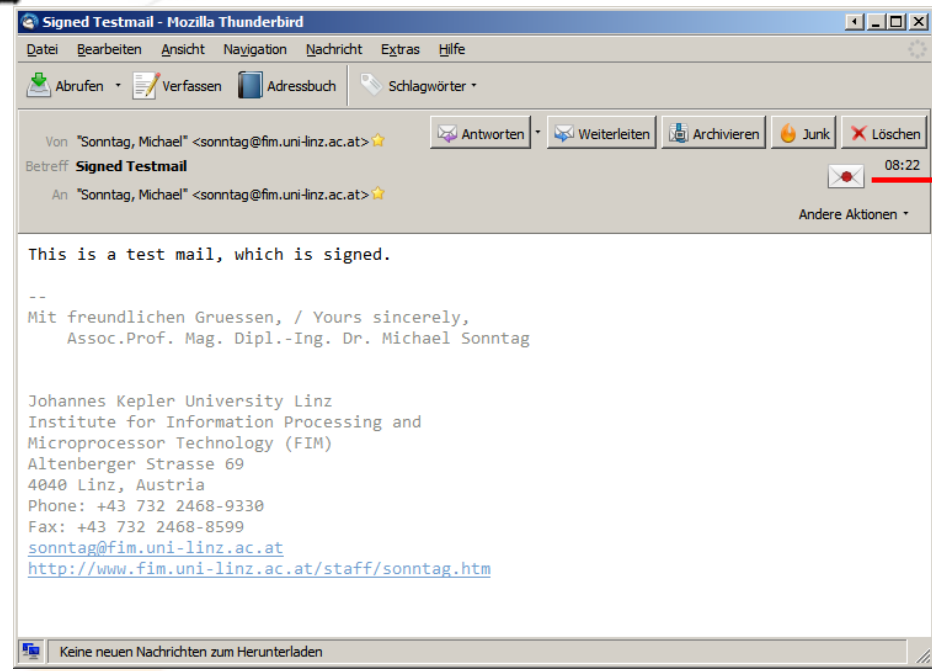 Signed Testmail - Mozilla Thunderbird
Datei Bearbeiten Ansicht Navigation Nachricht Extras Hilfe
Abrufen Verfassen Adressbuch Schlagwörter
Von "Sonntag, Michael" <sonntag@fim.uni-linz.ac.at>
Antworten Weiterleiten Archivieren Junk Löschen
Betreff Signed Testmail
08:22
An "Sonntag, Michael" <sonntag@fim.uni-linz.ac.at>
Andere Aktionen
This is a test mail, which is signed.
--
Mit freundlichen Gruessen, / Yours sincerely,
Assoc.Prof. Mag. Dipl.-Ing. Dr. Michael Sonntag
Johannes Kepler University Linz
Institute for Information Processing and
Microprocessor Technology (FIM)
Altenberger Strasse 69
4040 Linz, Austria
Phone: +43 732 2468-9330
Fax: +43 732 2468-8599
sonntag@fim.uni-linz.ac.at
http://www.fim.uni-linz.ac.at/staff/sonntag.htm
Keine neuen Nachrichten zum Herunterladen